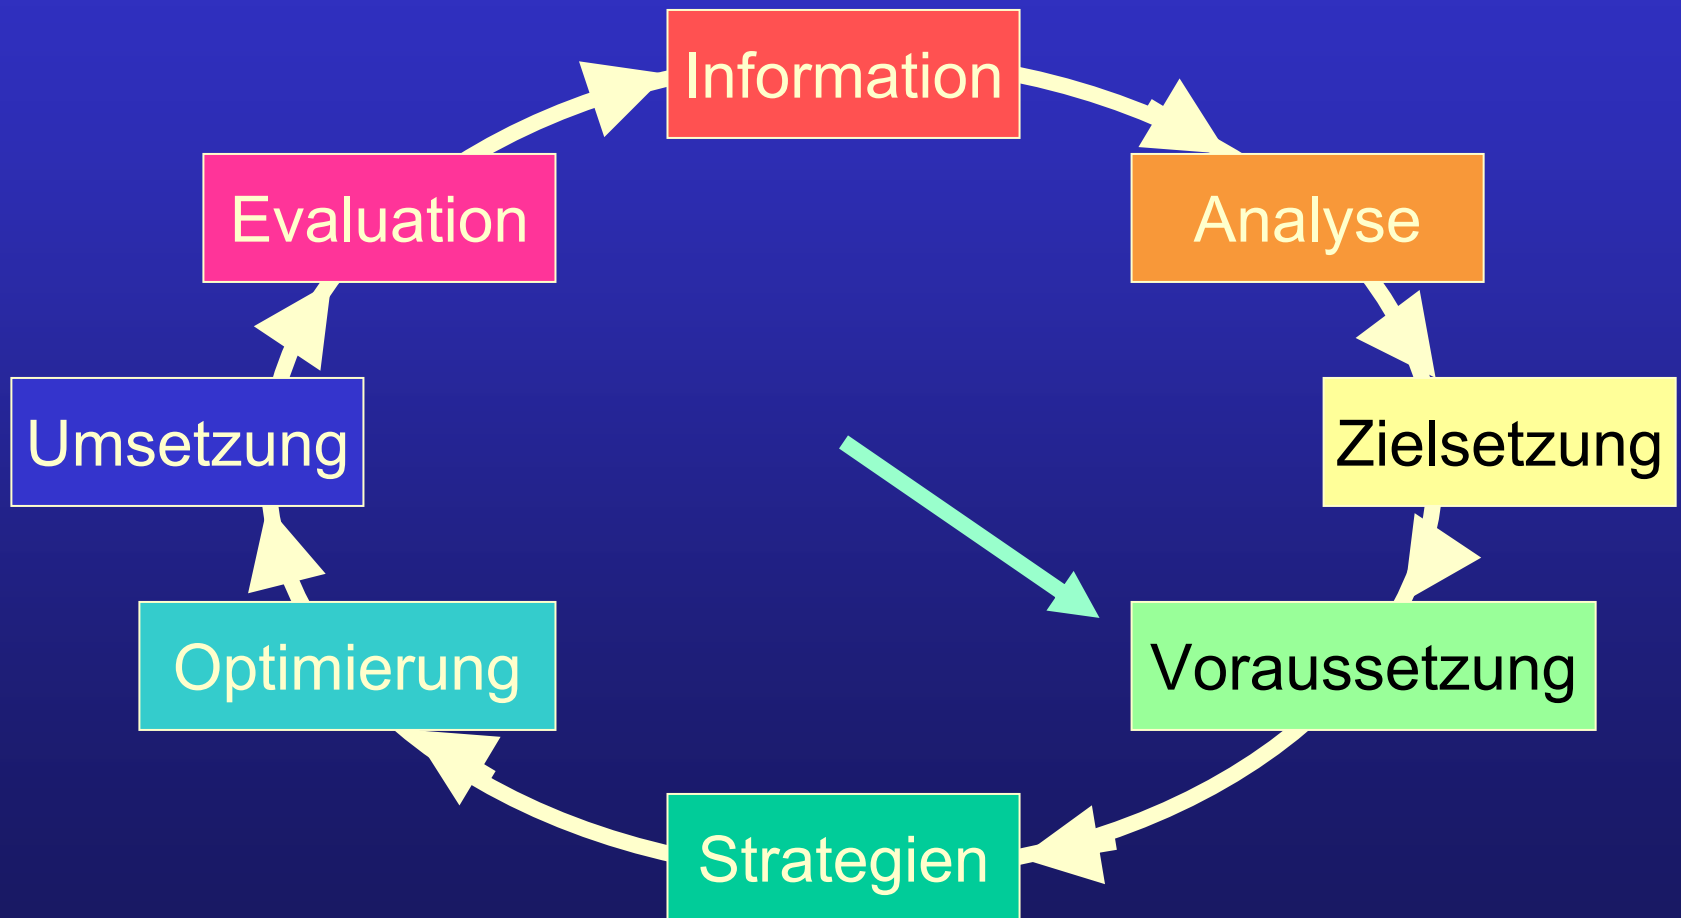 Information
Analyse
Zielsetzung
Voraussetzung
Strategien
Optimierung
Umsetzung
Evaluation